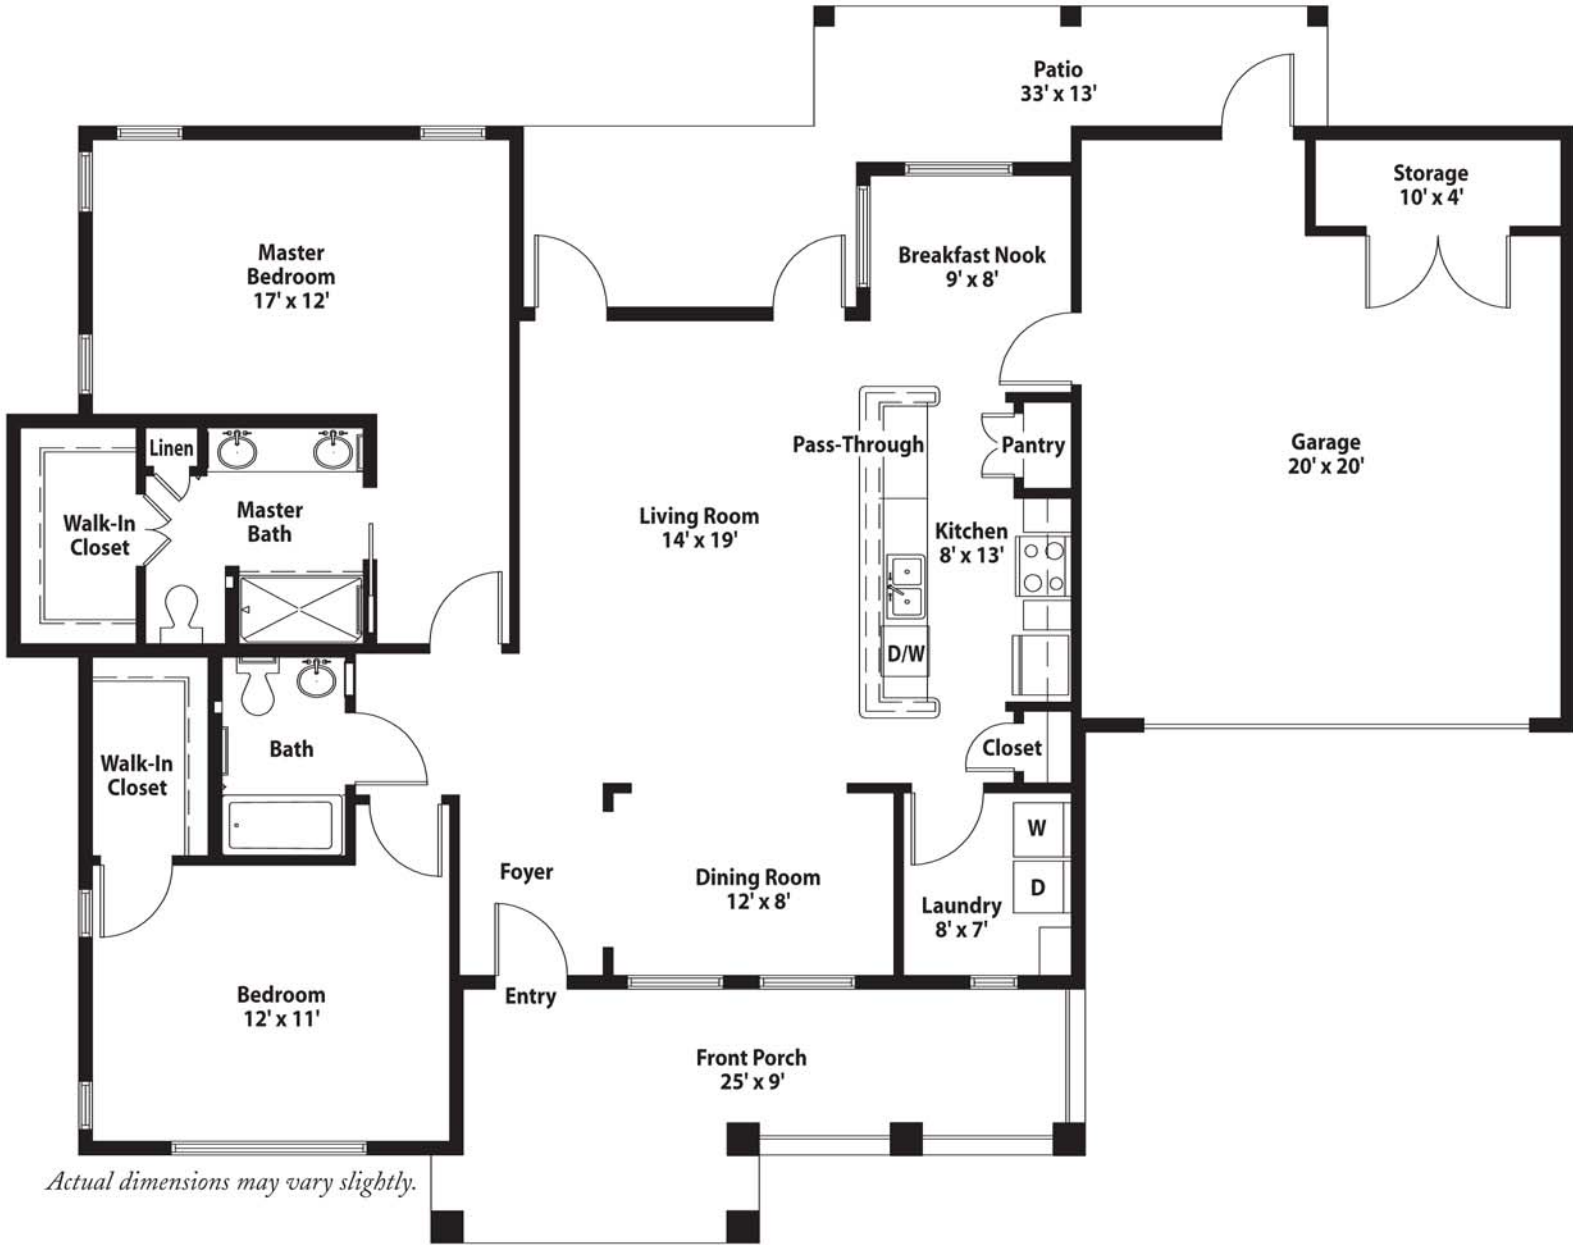 Patio
33' x 13'
Storage
10' x 4'
Master
Bedroom
17' x 12'
Breakfast Nook
9' x 8'
Linen
Pass-Through
Pantry
Garage
20' x 20'
Walk-In
Closet
Master
Bath
Living Room
14' x 19'
Kitchen
8' x 13'
D/W
Walk-In
Closet
Bath
Closet
W
D
Foyer
Dining Room
12' x 8'
Laundry
8' x 7'
Bedroom
12' x 11'
Entry
Front Porch
25' x 9'
Actual dimensions may vary slightly.